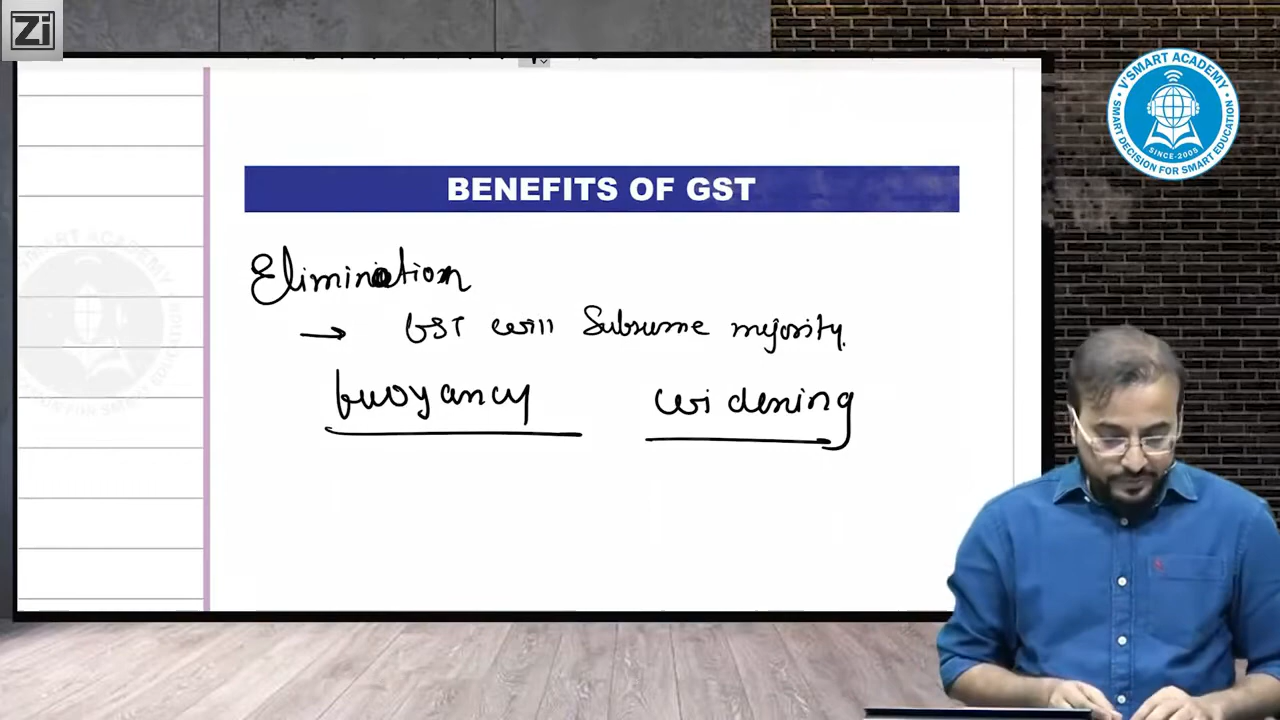 Zi
V'SMART ACADEMY
SMART DECISION FOR SMART EDUCATION
SINCE-2005
BENEFITS OF GST
Elimination
→ GST will Subsume majority.
buoyancy widening